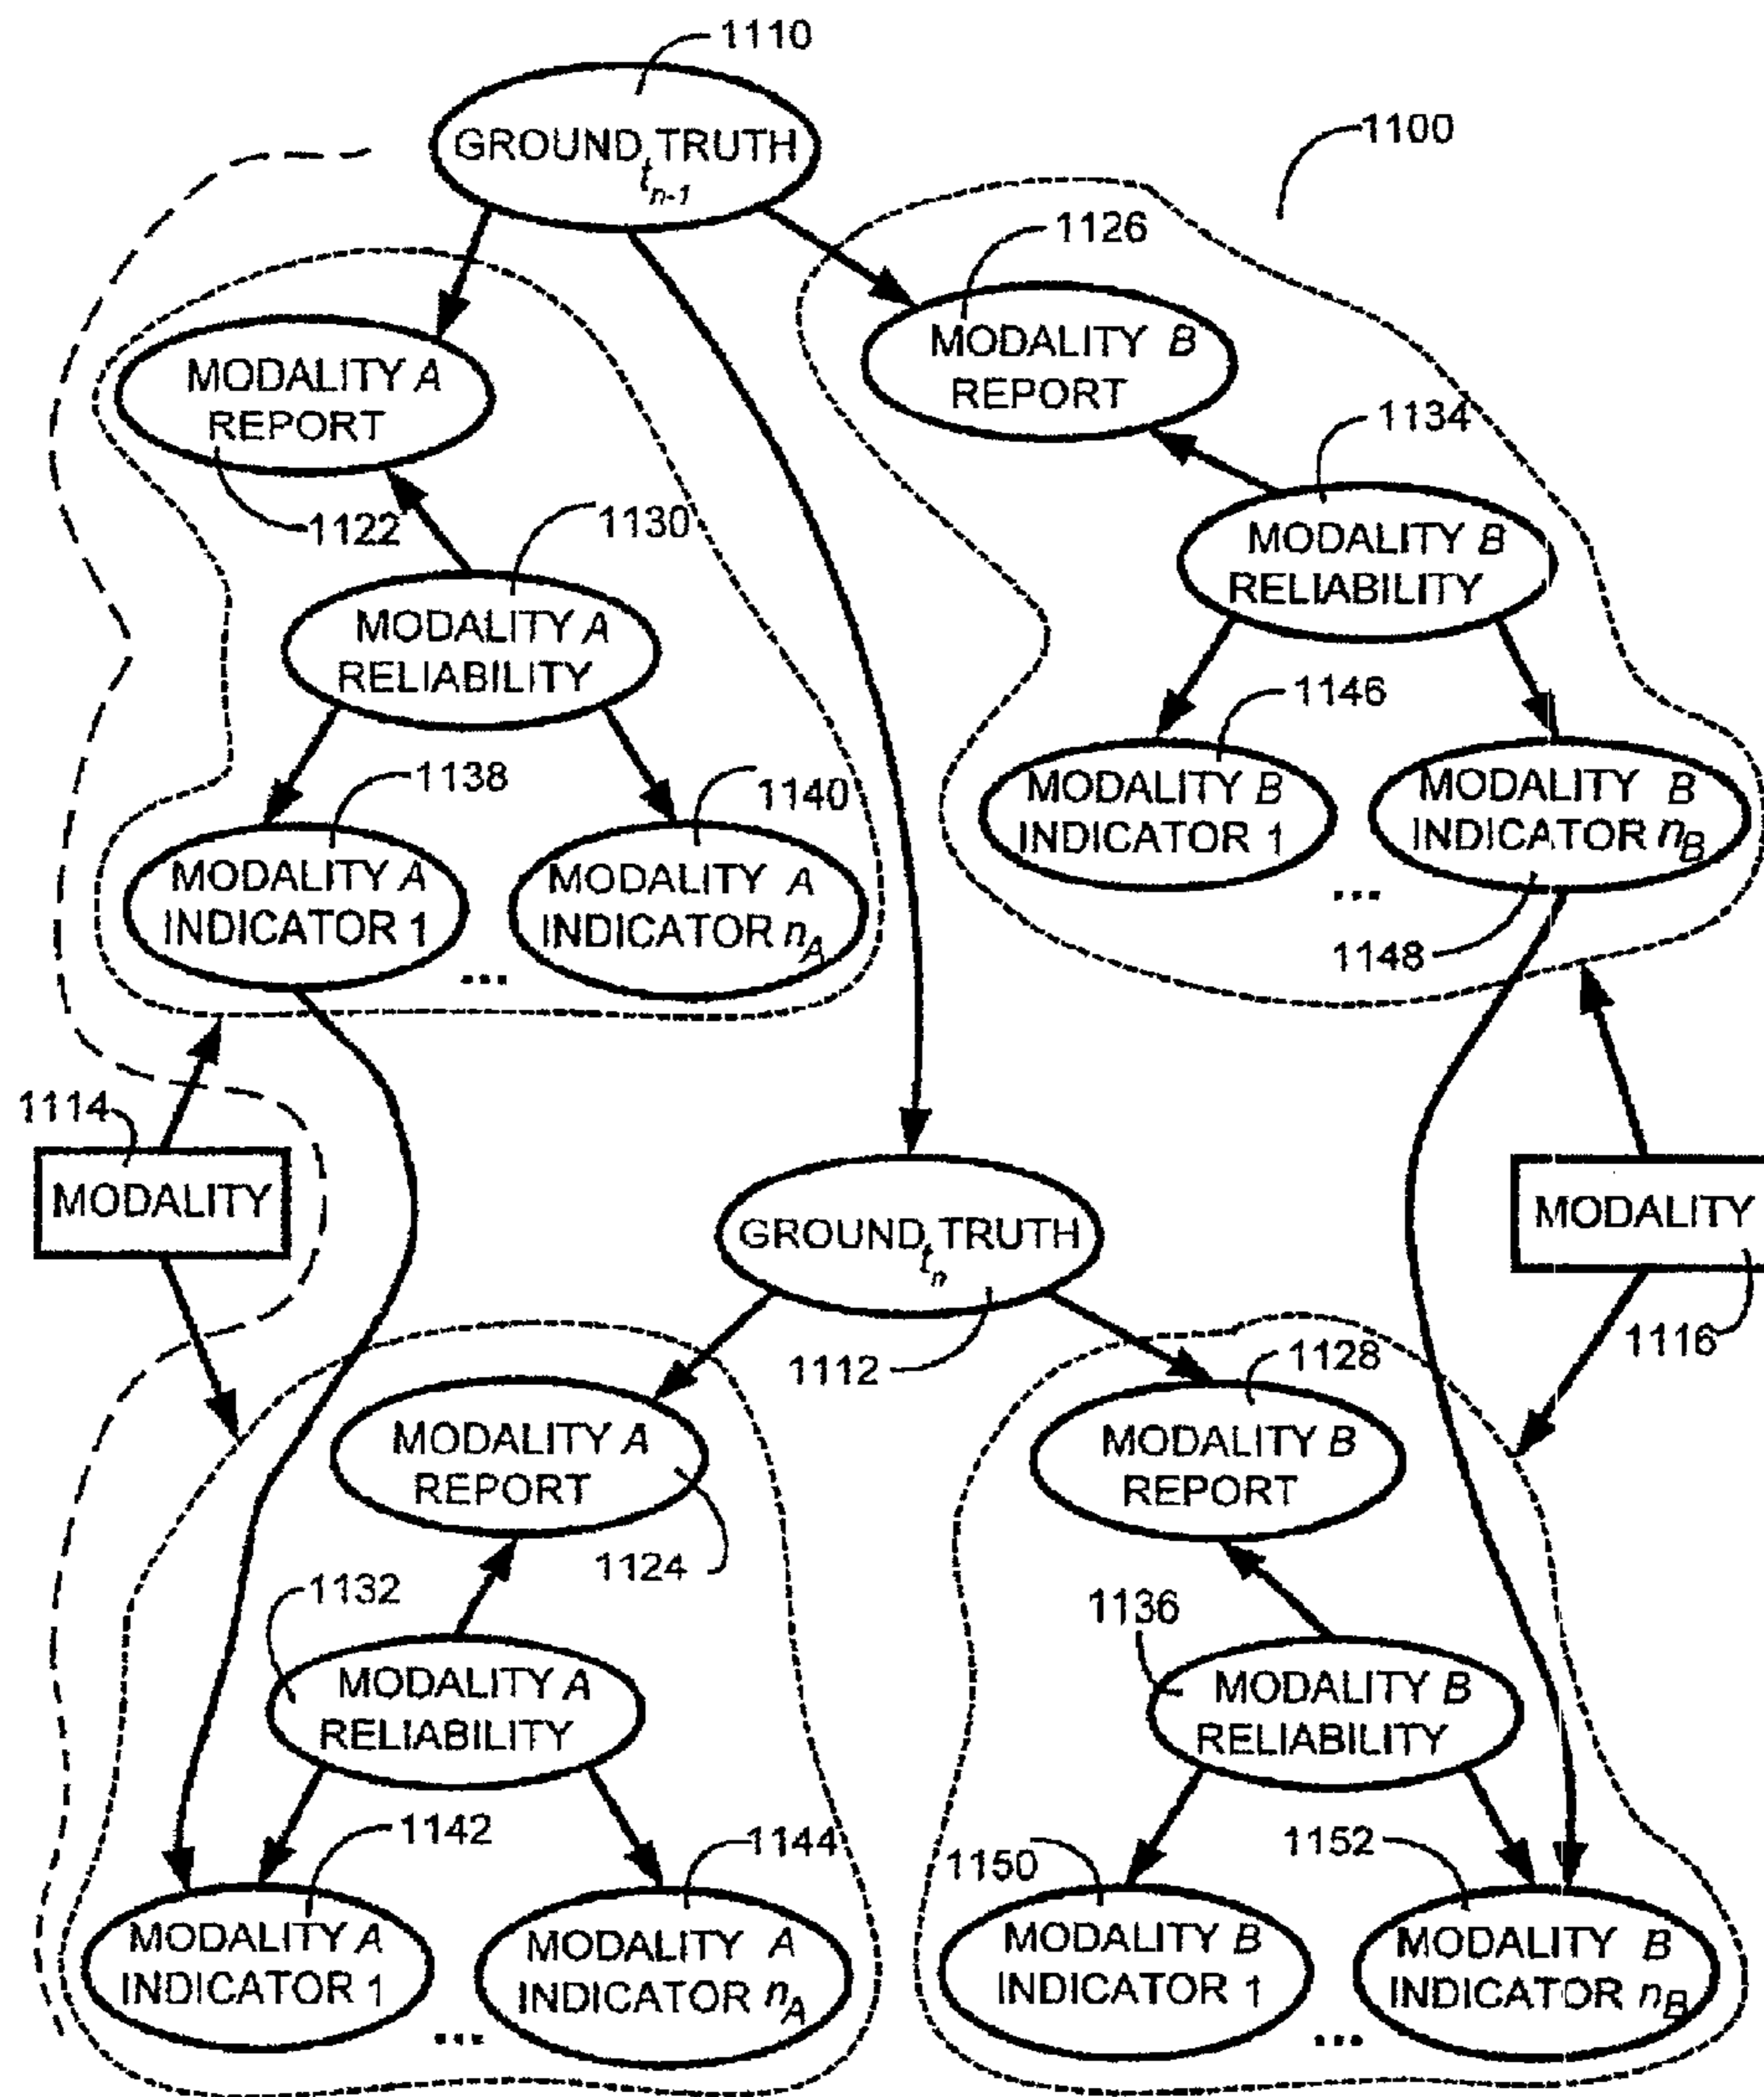 1110
GROUND TRUTH
tn-1
1100
1126
MODALITY B
REPORT
MODALITY A
REPORT
1134
1122
1130
MODALITY B
RELIABILITY
MODALITY A
RELIABILITY
1146
1138
1140
MODALITY B
INDICATOR 1
MODALITY B
INDICATOR nB
MODALITY A
INDICATOR 1
MODALITY A
INDICATOR nA
...
...
1148
1114
MODALITY
MODALITY
GROUND TRUTH
tn
1116
1112
1128
MODALITY A
REPORT
MODALITY B
REPORT
1124
1132
1136
MODALITY A
RELIABILITY
MODALITY B
RELIABILITY
1142
1144
1150
1152
MODALITY A
INDICATOR 1
MODALITY A
INDICATOR nA
MODALITY B
INDICATOR 1
MODALITY B
INDICATOR nB
...
...